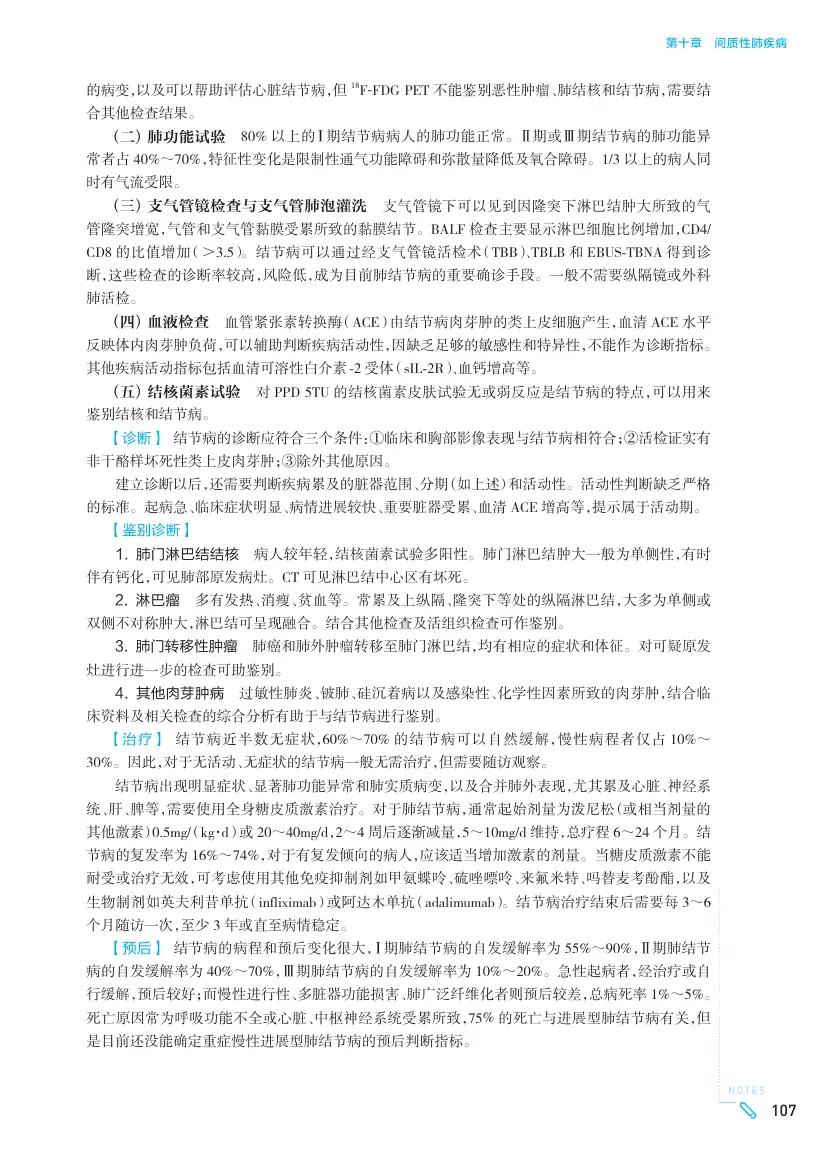 第十章 间质性肺疾病
的病变,以及可以帮助评估心脏结节病,但 ¹⁸F-FDG PET 不能鉴别恶性肿瘤、肺结核和结节病,需要结
合其他检查结果。
（二）肺功能试验 80% 以上的Ⅰ期结节病病人的肺功能正常。Ⅱ期或Ⅲ期结节病的肺功能异
常者占 40%～70%,特征性变化是限制性通气功能障碍和弥散量降低及氧合障碍。1/3 以上的病人同
时有气流受限。
（三）支气管镜检查与支气管肺泡灌洗 支气管镜下可以见到因隆突下淋巴结肿大所致的气
管隆突增宽,气管和支气管黏膜受累所致的黏膜结节。BALF 检查主要显示淋巴细胞比例增加,CD4/
CD8 的比值增加（＞3.5）。结节病可以通过经支气管镜活检术（TBB）、TBLB 和 EBUS-TBNA 得到诊
断,这些检查的诊断率较高,风险低,成为目前肺结节病的重要确诊手段。一般不需要纵隔镜或外科
肺活检。
（四）血液检查 血管紧张素转换酶（ACE）由结节病肉芽肿的类上皮细胞产生,血清 ACE 水平
反映体内肉芽肿负荷,可以辅助判断疾病活动性,因缺乏足够的敏感性和特异性,不能作为诊断指标。
其他疾病活动指标包括血清可溶性白介素 -2 受体（sIL-2R）、血钙增高等。
（五）结核菌素试验 对 PPD 5TU 的结核菌素皮肤试验无或弱反应是结节病的特点,可以用来
鉴别结核和结节病。
【诊断】 结节病的诊断应符合三个条件:①临床和胸部影像表现与结节病相符合;②活检证实有
非干酪样坏死性类上皮肉芽肿;③除外其他原因。
建立诊断以后,还需要判断疾病累及的脏器范围、分期（如上述）和活动性。活动性判断缺乏严格
的标准。起病急、临床症状明显、病情进展较快、重要脏器受累、血清 ACE 增高等,提示属于活动期。
【鉴别诊断】
1. 肺门淋巴结结核 病人较年轻,结核菌素试验多阳性。肺门淋巴结肿大一般为单侧性,有时
伴有钙化,可见肺部原发病灶。CT 可见淋巴结中心区有坏死。
2. 淋巴瘤 多有发热、消瘦、贫血等。常累及上纵隔、隆突下等处的纵隔淋巴结,大多为单侧或
双侧不对称肿大,淋巴结可呈现融合。结合其他检查及活组织检查可作鉴别。
3. 肺门转移性肿瘤 肺癌和肺外肿瘤转移至肺门淋巴结,均有相应的症状和体征。对可疑原发
灶进行进一步的检查可助鉴别。
4. 其他肉芽肿病 过敏性肺炎、铍肺、硅沉着病以及感染性、化学性因素所致的肉芽肿,结合临
床资料及相关检查的综合分析有助于与结节病进行鉴别。
【治疗】 结节病近半数无症状,60%～70% 的结节病可以自然缓解,慢性病程者仅占 10%～
30%。因此,对于无活动、无症状的结节病一般无需治疗,但需要随访观察。
结节病出现明显症状、显著肺功能异常和肺实质病变,以及合并肺外表现,尤其累及心脏、神经系
统、肝、脾等,需要使用全身糖皮质激素治疗。对于肺结节病,通常起始剂量为泼尼松（或相当剂量的
其他激素）0.5mg/（kg·d）或 20～40mg/d,2～4 周后逐渐减量,5～10mg/d 维持,总疗程 6～24 个月。结
节病的复发率为 16%～74%,对于有复发倾向的病人,应该适当增加激素的剂量。当糖皮质激素不能
耐受或治疗无效,可考虑使用其他免疫抑制剂如甲氨蝶呤、硫唑嘌呤、来氟米特、吗替麦考酚酯,以及
生物制剂如英夫利昔单抗（infliximab）或阿达木单抗（adalimumab）。结节病治疗结束后需要每 3～6
个月随访一次,至少 3 年或直至病情稳定。
【预后】 结节病的病程和预后变化很大,Ⅰ期肺结节病的自发缓解率为 55%～90%,Ⅱ期肺结节
病的自发缓解率为 40%～70%,Ⅲ期肺结节病的自发缓解率为 10%～20%。急性起病者,经治疗或自
行缓解,预后较好;而慢性进行性、多脏器功能损害、肺广泛纤维化者则预后较差,总病死率 1%～5%。
死亡原因常为呼吸功能不全或心脏、中枢神经系统受累所致,75% 的死亡与进展型肺结节病有关,但
是目前还没能确定重症慢性进展型肺结节病的预后判断指标。
NOTES
107